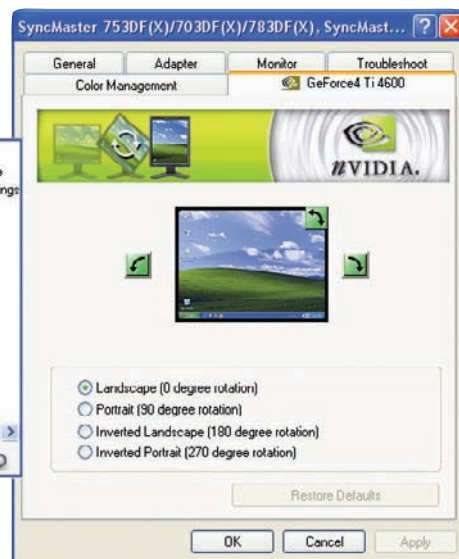 SyncMaster 753DF(X)/703DF(X)/783DF(X), SyncMast...
General Adapter Monitor Troubleshoot
Color Management GeForce4 Ti 4600
ngs
nVIDIA.
Landscape (0 degree rotation)
Portrait (90 degree rotation)
Inverted Landscape (180 degree rotation)
Inverted Portrait (270 degree rotation)
Restore Defaults
OK Cancel Apply